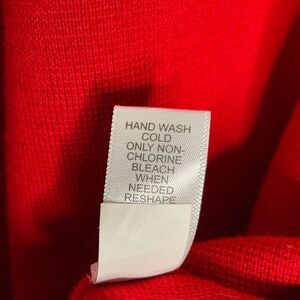 HAND WASH
COLD
ONLY NON-
CHLORINE
BLEACH
WHEN
NEEDED
RESHAPE